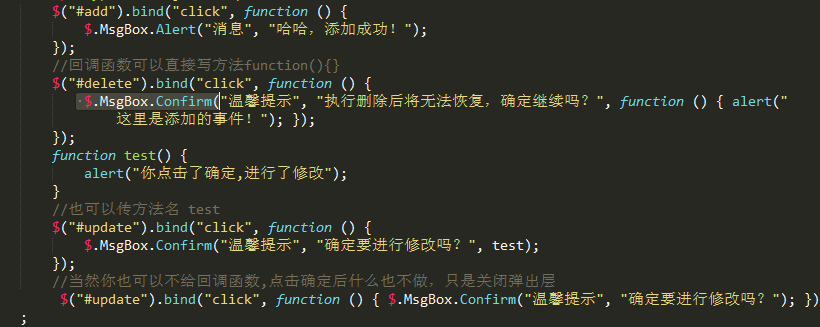 $("#add").bind("click", function () {
$.MsgBox.Alert("消息", "哈哈，添加成功！");
});
//回调函数可以直接写方法function(){}
$("#delete").bind("click", function () {
$.MsgBox.Confirm("温馨提示", "执行删除后将无法恢复，确定继续吗？", function () { alert("
这里是添加的事件！"); });
});
function test() {
alert("你点击了确定,进行了修改");
}
//也可以传方法名 test
$("#update").bind("click", function () {
$.MsgBox.Confirm("温馨提示", "确定要进行修改吗？", test);
});
//当然你也可以不给回调函数,点击确定后什么也不做，只是关闭弹出层
$("#update").bind("click", function () { $.MsgBox.Confirm("温馨提示", "确定要进行修改吗？"); })
;